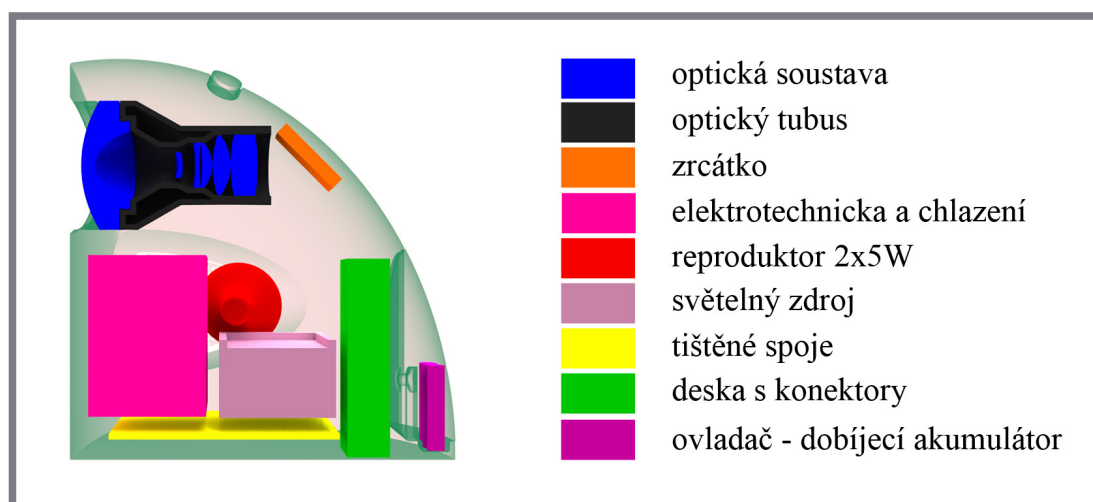 optická soustava
optický tubus
zrcátko
elektrotechnicka a chlazení
reproduktor 2x5W
světelný zdroj
tištěné spoje
deska s konektory
ovladač - dobíjecí akumulátor